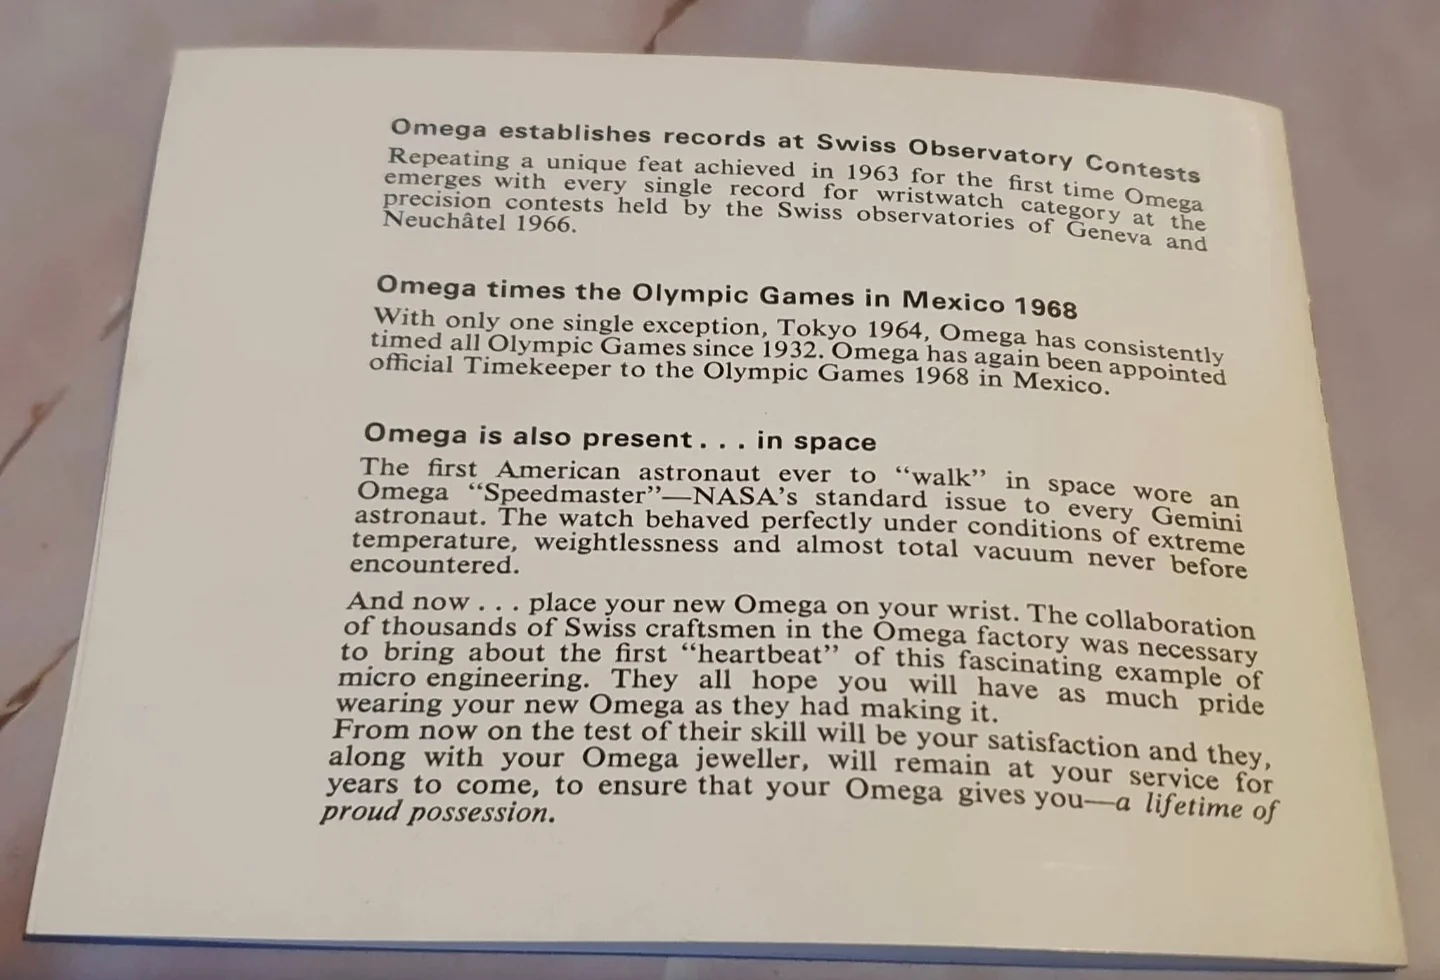 Omega establishes records at Swiss Observatory Contests
Repeating a unique feat achieved in 1963 for the first time Omega
emerges with every single record for wristwatch category at the
precision contests held by the Swiss observatories of Geneva and
Neuchâtel 1966.
Omega times the Olympic Games in Mexico 1968
With only one single exception, Tokyo 1964, Omega has consistently
timed all Olympic Games since 1932. Omega has again been appointed
official Timekeeper to the Olympic Games 1968 in Mexico.
Omega is also present . . . in space
The first American astronaut ever to “walk” in space wore an
Omega “Speedmaster”—NASA’s standard issue to every Gemini
astronaut. The watch behaved perfectly under conditions of extreme
temperature, weightlessness and almost total vacuum never before
encountered.
And now . . . place your new Omega on your wrist. The collaboration
of thousands of Swiss craftsmen in the Omega factory was necessary
to bring about the first “heartbeat” of this fascinating example of
micro engineering. They all hope you will have as much pride
wearing your new Omega as they had making it.
From now on the test of their skill will be your satisfaction and they,
along with your Omega jeweller, will remain at your service for
years to come, to ensure that your Omega gives you—a lifetime of
proud possession.